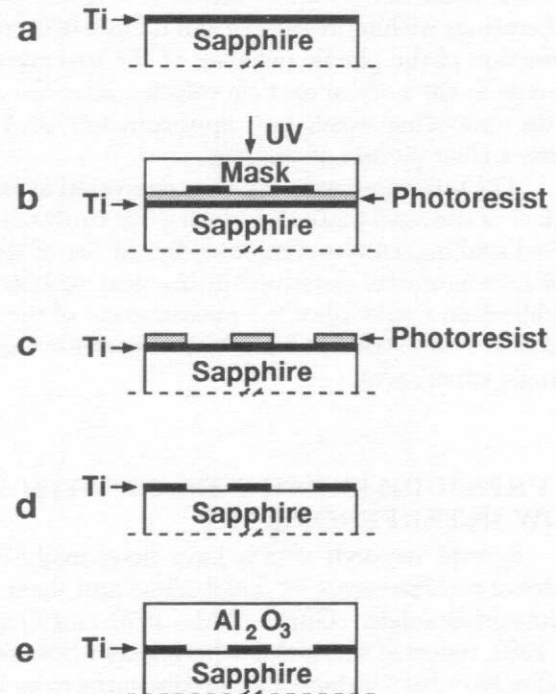 a
Ti
Sapphire
UV
Mask
b
Ti
Photoresist
Sapphire
c
Ti
Photoresist
Sapphire
d
Ti
Sapphire
Al₂O₃
e
Ti
Sapphire